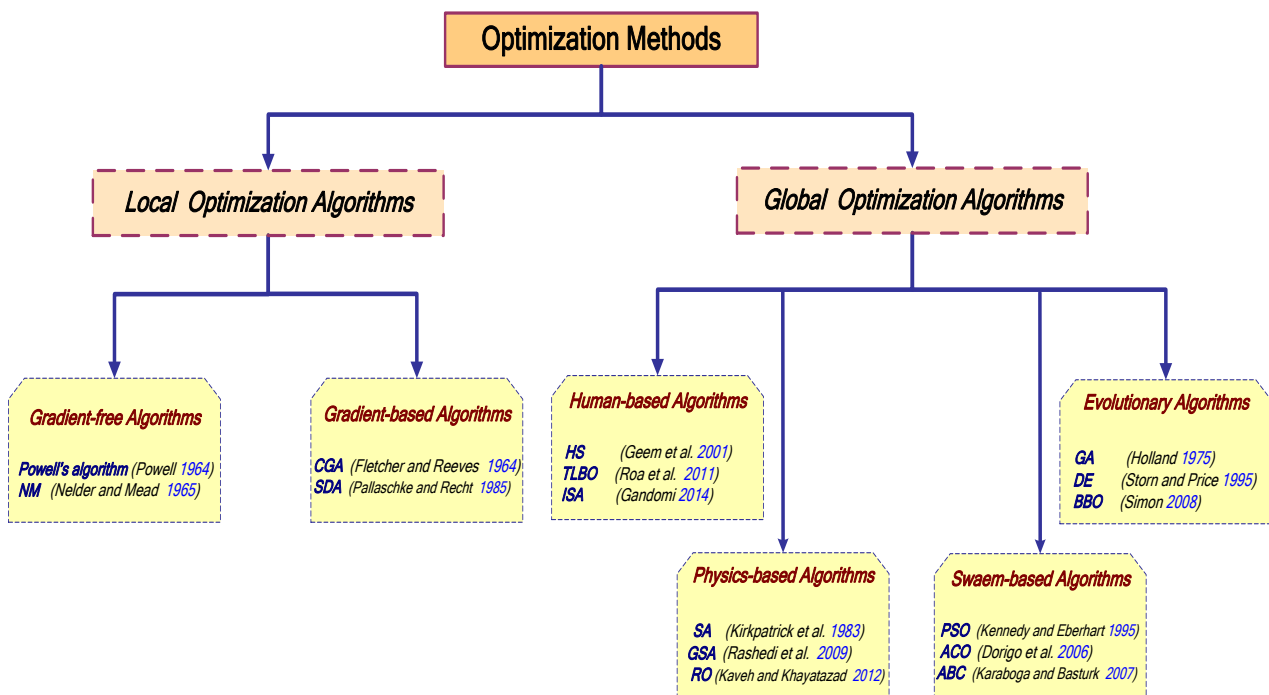 Optimization Methods
Local Optimization Algorithms
Global Optimization Algorithms
Gradient-free Algorithms
Powell's algorithm (Powell 1964)
NM (Nelder and Mead 1965)
Gradient-based Algorithms
CGA (Fletcher and Reeves 1964)
SDA (Pallaschke and Recht 1985)
Human-based Algorithms
HS (Geem et al. 2001)
TLBO (Roa et al. 2011)
ISA (Gandomi 2014)
Evolutionary Algorithms
GA (Holland 1975)
DE (Storn and Price 1995)
BBO (Simon 2008)
Physics-based Algorithms
SA (Kirkpatrick et al. 1983)
GSA (Rashedi et al. 2009)
RO (Kaveh and Khayatazad 2012)
Swaem-based Algorithms
PSO (Kennedy and Eberhart 1995)
ACO (Dorigo et al. 2006)
ABC (Karaboga and Basturk 2007)